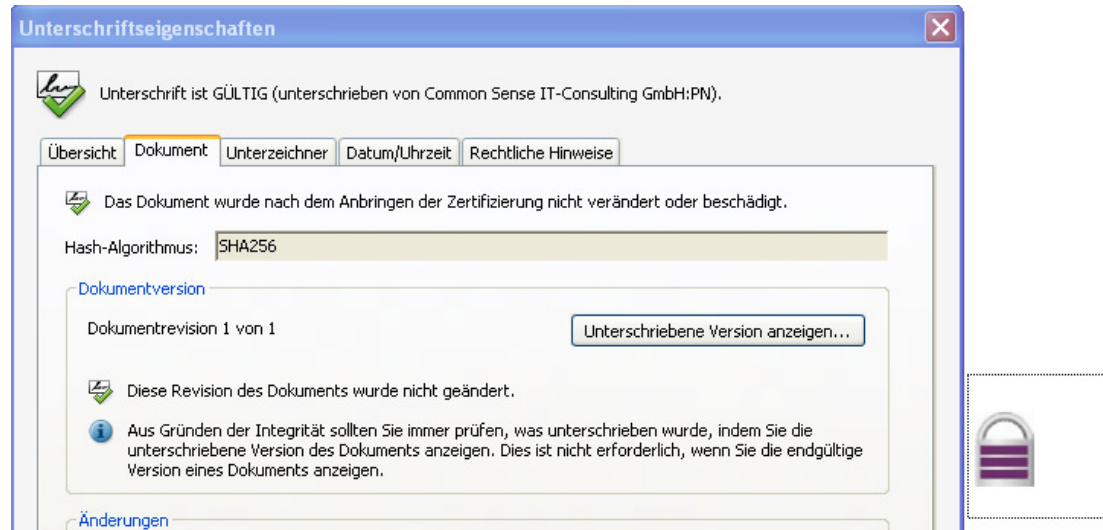 Unterschriftseigenschaften
Unterschrift ist GÜLTIG (unterschrieben von Common Sense IT-Consulting GmbH:PN).
Übersicht Dokument Unterzeichner Datum/Uhrzeit Rechtliche Hinweise
Das Dokument wurde nach dem Anbringen der Zertifizierung nicht verändert oder beschädigt.
Hash-Algorithmus: SHA256
Dokumentversion
Dokumentrevision 1 von 1 Unterschriebene Version anzeigen...
Diese Revision des Dokuments wurde nicht geändert.
Aus Gründen der Integrität sollten Sie immer prüfen, was unterschrieben wurde, indem Sie die
unterschriebene Version des Dokuments anzeigen. Dies ist nicht erforderlich, wenn Sie die endgültige
Version eines Dokuments anzeigen.
Änderungen